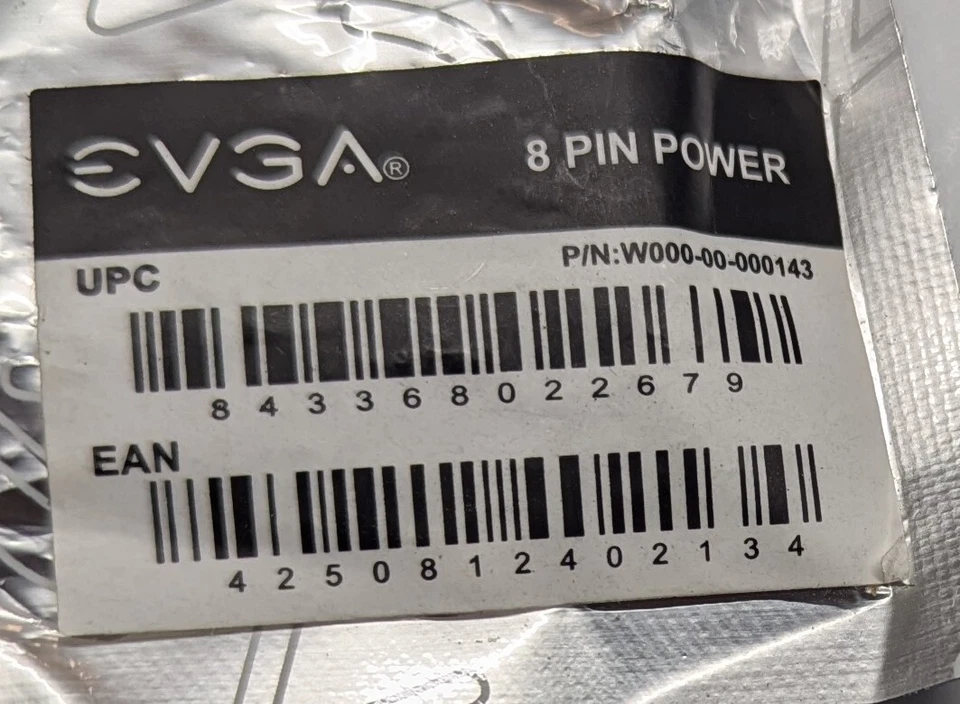 EVGA® 8 PIN POWER
P/N:W000-00-000143
UPC
843368022679
EAN
4250812402134